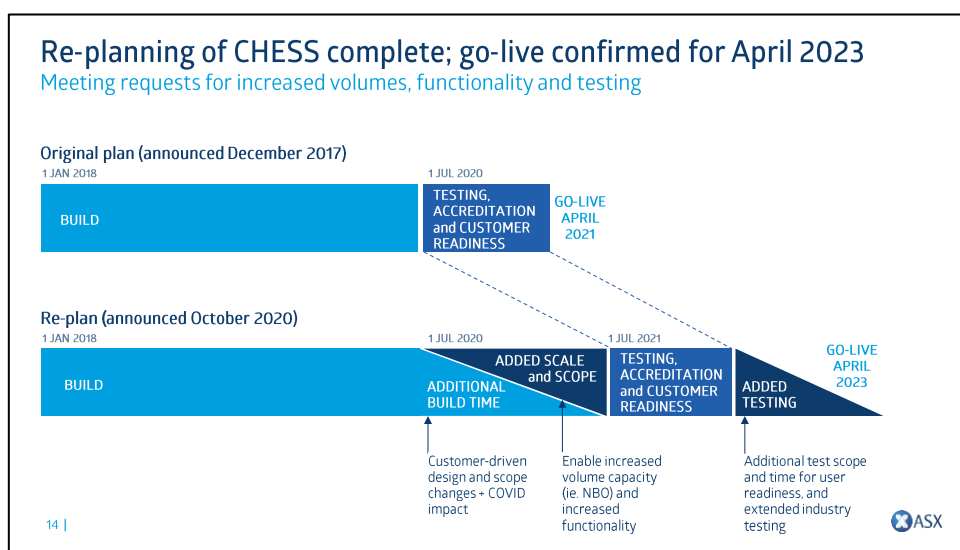 Re-planning of CHESS complete; go-live confirmed for April 2023
Meeting requests for increased volumes, functionality and testing
Original plan (announced December 2017)
1 JAN 2018
1 JUL 2020
BUILD
TESTING,
ACCREDITATION
and CUSTOMER
READINESS
GO-LIVE
APRIL
2021
Re-plan (announced October 2020)
1 JAN 2018
1 JUL 2020
1 JUL 2021
BUILD
ADDITIONAL
BUILD TIME
ADDED SCALE
and SCOPE
TESTING,
ACCREDITATION
and CUSTOMER
READINESS
ADDED
TESTING
GO-LIVE
APRIL
2023
Customer-driven
design and scope
changes + COVID
impact
Enable increased
volume capacity
(ie. NBO) and
increased
functionality
Additional test scope
and time for user
readiness, and
extended industry
testing
14 |
ASX